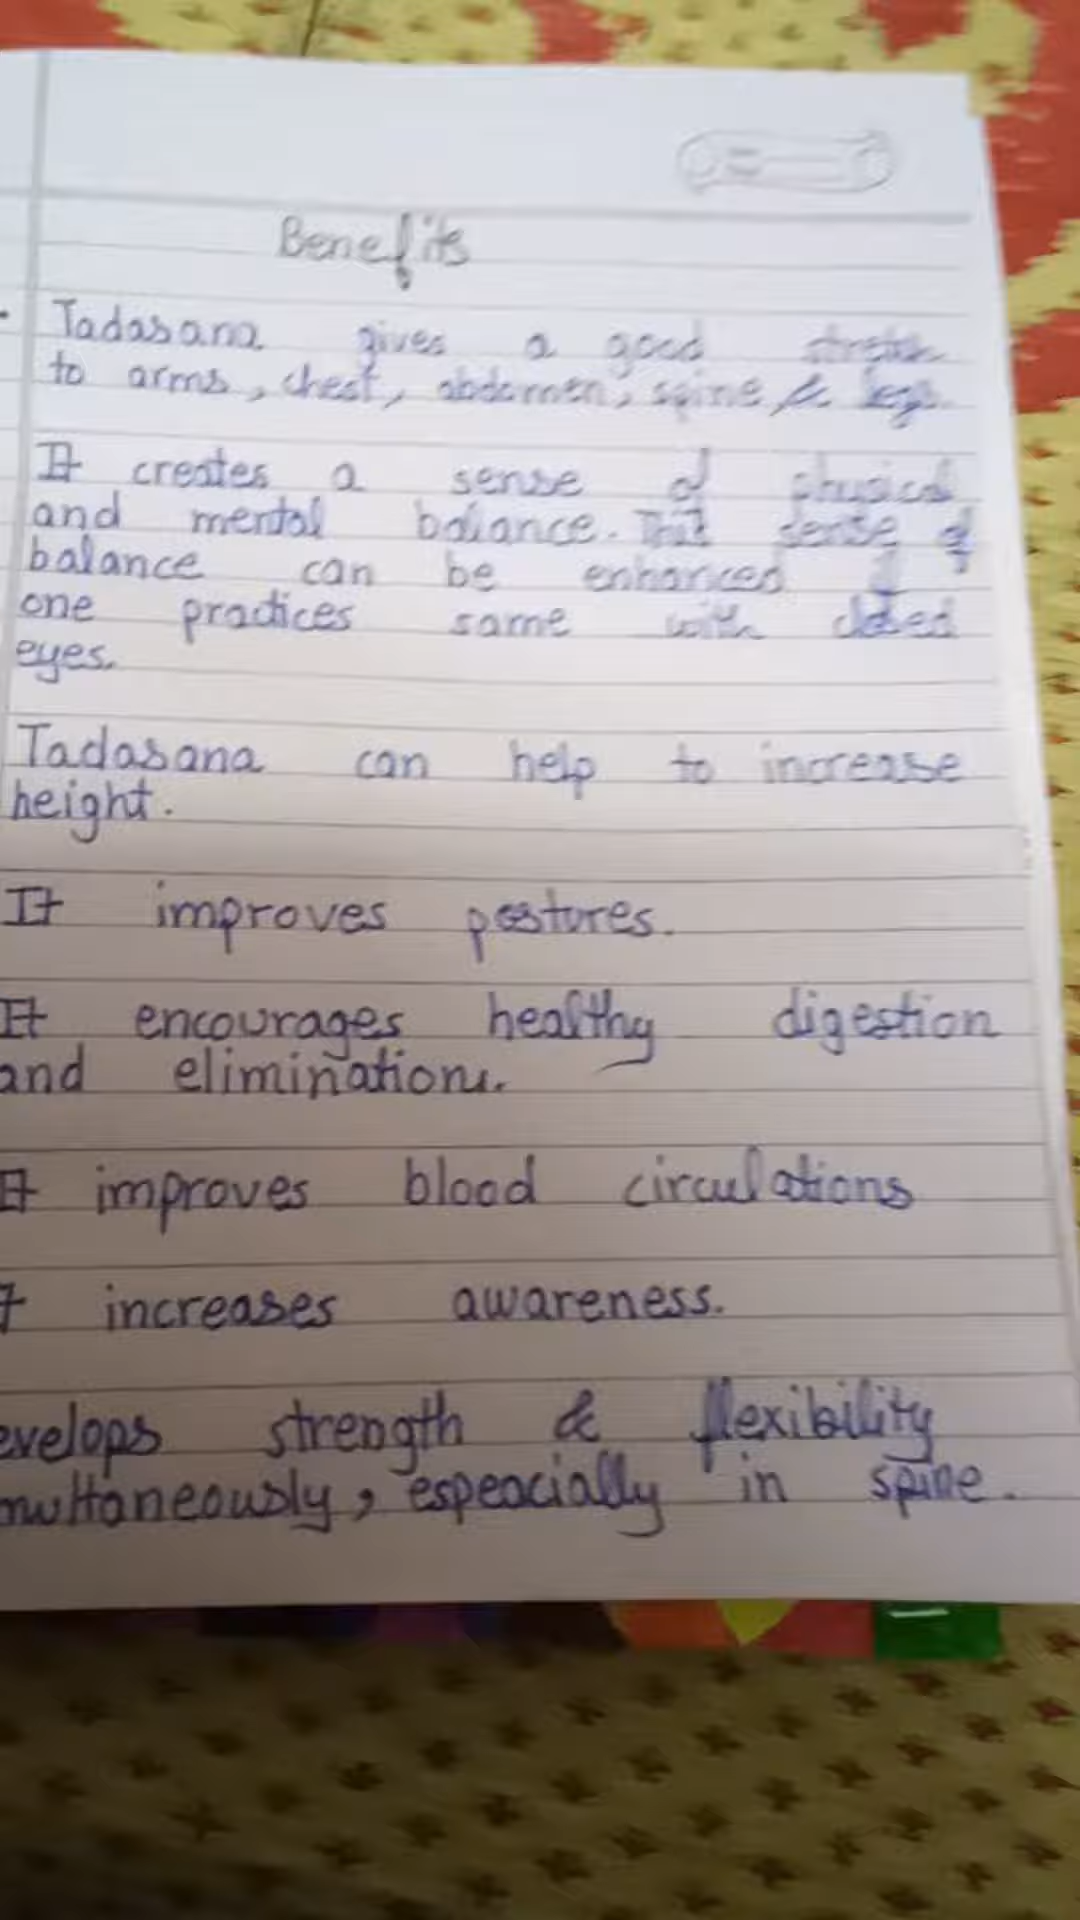 Benefits
Tadasana gives a good stretch
to arms, chest, abdomen, spine & legs.
It creates a sense of physical
and mental balance. This sense of
balance can be enhanced if
one practices same with closed
eyes.
Tadasana can help to increase
height.
It improves postures.
It encourages healthy digestion
and eliminations.
It improves blood circulations
increases awareness.
evelops strength & flexibility
multaneously, espeacially in spine.